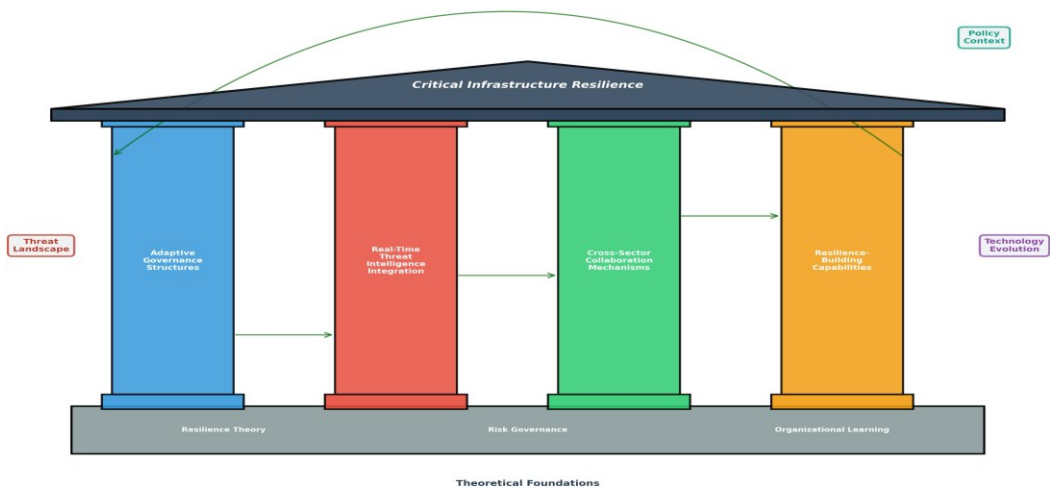 Policy
Context
Critical Infrastructure Resilience
Threat
Landscape
Adaptive
Governance
Structures
Real-Time
Threat
Intelligence
Integration
Cross-Sector
Collaboration
Mechanisms
Resiliance-
Building
Capabilities
Technology
Evolution
Resilience Theory
Risk Governance
Organizational Learning
Theoretical Foundations